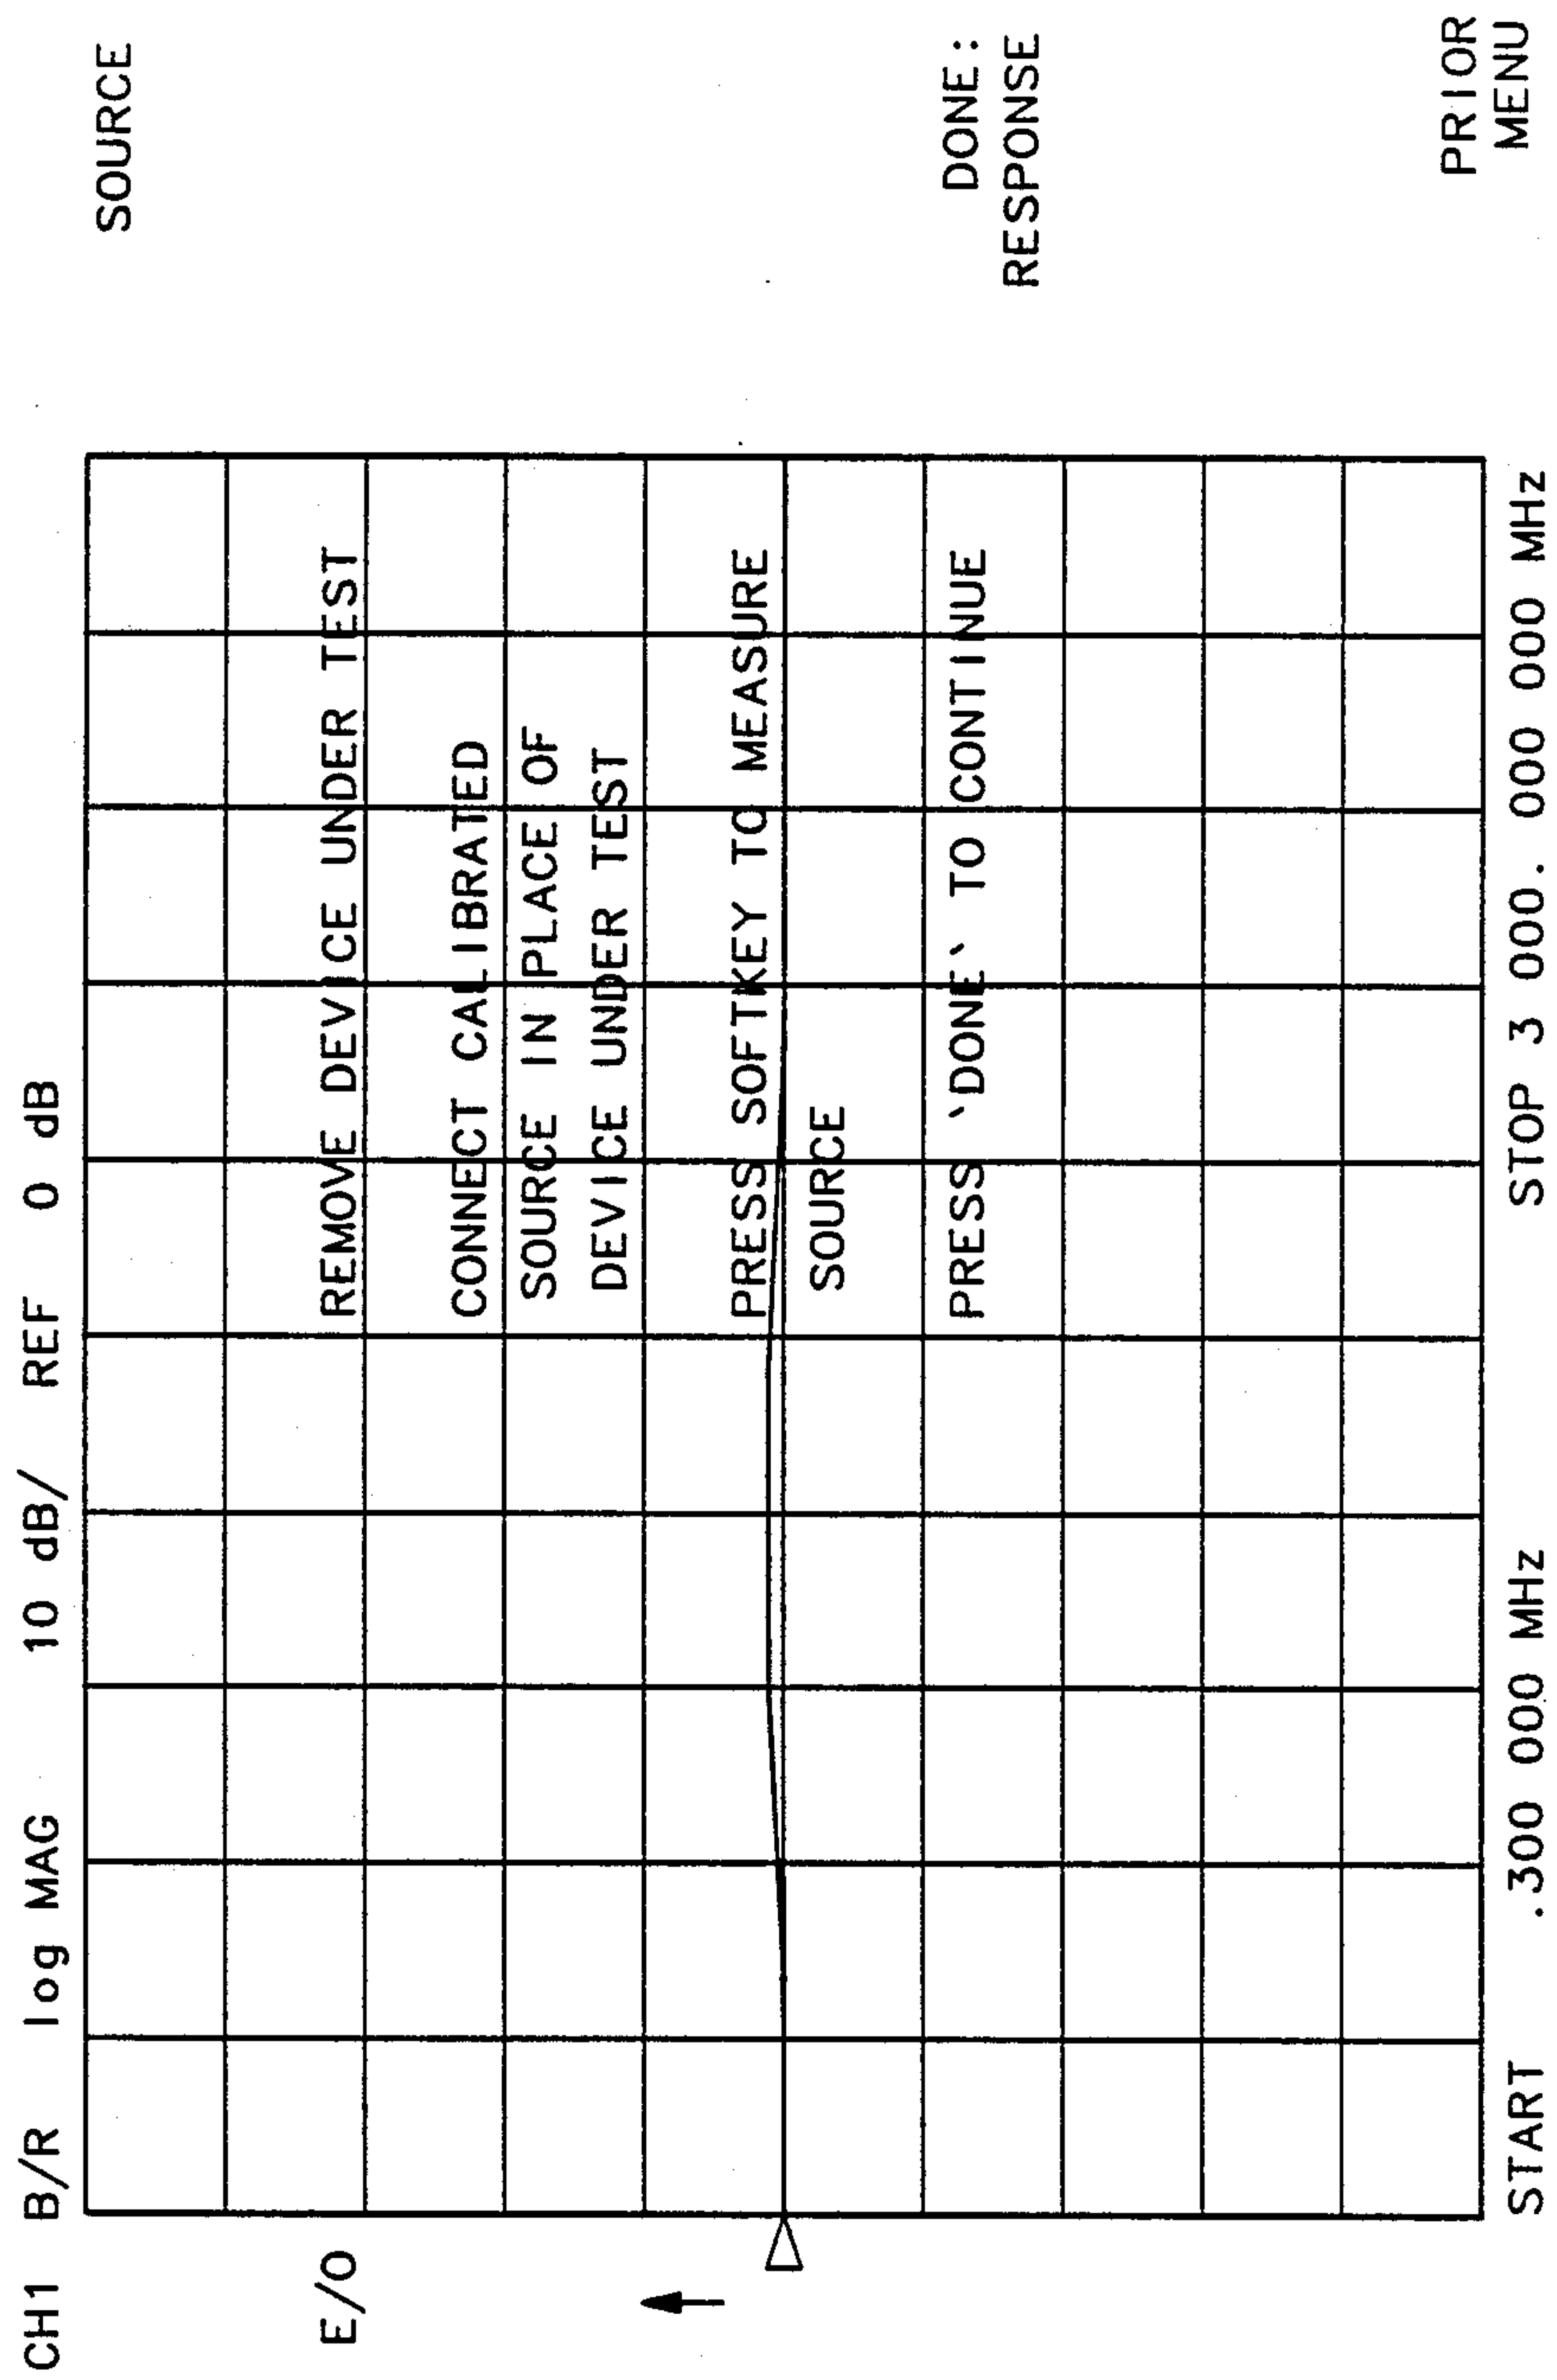 CH1 B/R log MAG 10 dB/ REF 0 dB
SOURCE
E/O
REMOVE DEVICE UNDER TEST
CONNECT CALIBRATED
SOURCE IN PLACE OF
DEVICE UNDER TEST
PRESS SOFTKEY TO MEASURE
SOURCE
PRESS `DONE` TO CONTINUE
DONE:
RESPONSE
PRIOR
MENU
START .300 000 MHz STOP 3 000. 000 000 MHz